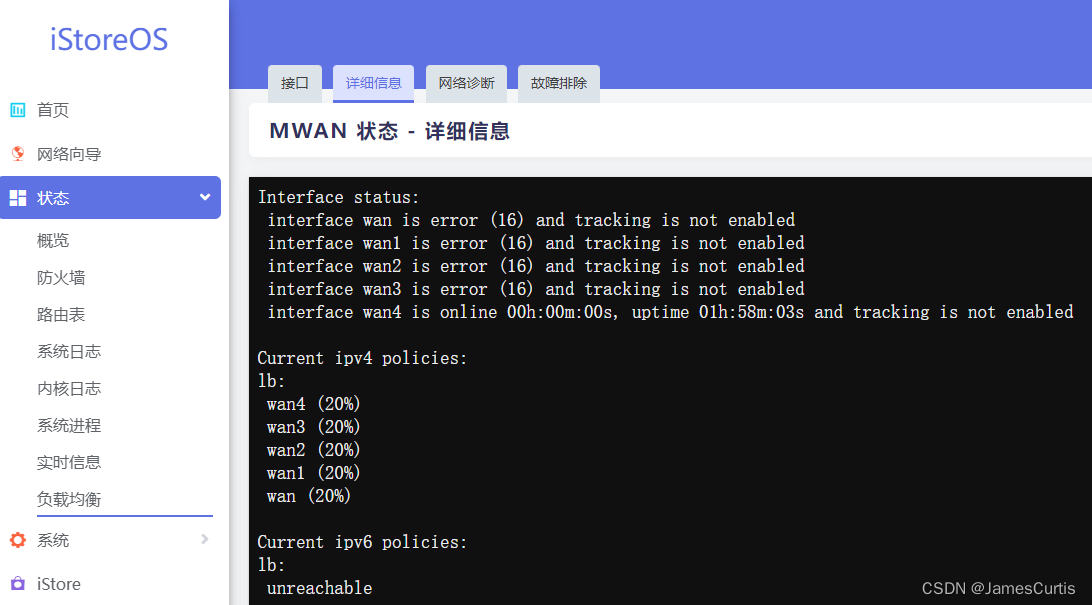 iStoreOS
首页
网络向导
状态
概览
防火墙
路由表
系统日志
内核日志
系统进程
实时信息
负载均衡
系统
iStore
接口 详细信息 网络诊断 故障排除
MWAN 状态 - 详细信息
Interface status:
interface wan is error (16) and tracking is not enabled
interface wan1 is error (16) and tracking is not enabled
interface wan2 is error (16) and tracking is not enabled
interface wan3 is error (16) and tracking is not enabled
interface wan4 is online 00h:00m:00s, uptime 01h:58m:03s and tracking is not enabled
Current ipv4 policies:
lb:
wan4 (20%)
wan3 (20%)
wan2 (20%)
wan1 (20%)
wan (20%)
Current ipv6 policies:
lb:
unreachable
CSDN @JamesCurtis